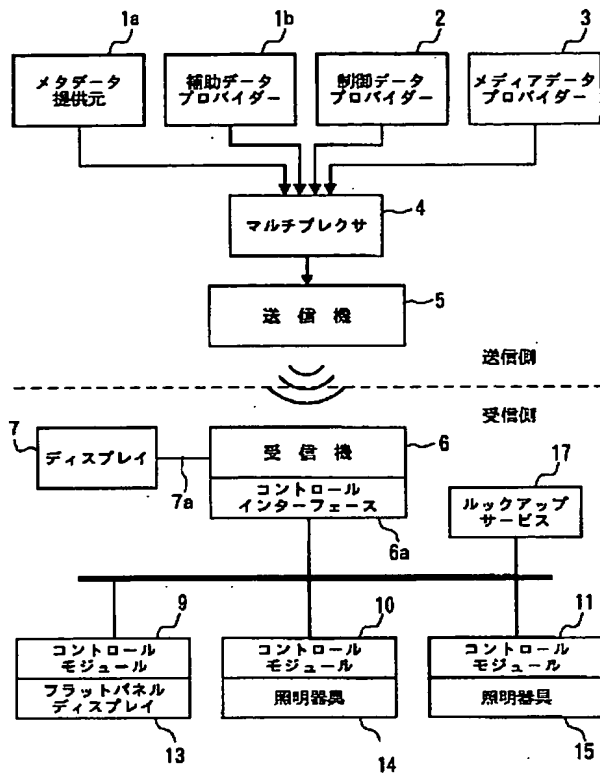 1a
1b
2
3
メタデータ
提供元
補助データ
プロバイダー
制御データ
プロバイダー
メディアデータ
プロバイダー
4
マルチプレクサ
5
送信機
送信側
受信側
7
ディスプレイ
7a
受信機
6
コントロール
インターフェース
6a
17
ルックアップ
サービス
9
コントロール
モジュール
フラットパネル
ディスプレイ
13
10
コントロール
モジュール
照明器具
14
11
コントロール
モジュール
照明器具
15